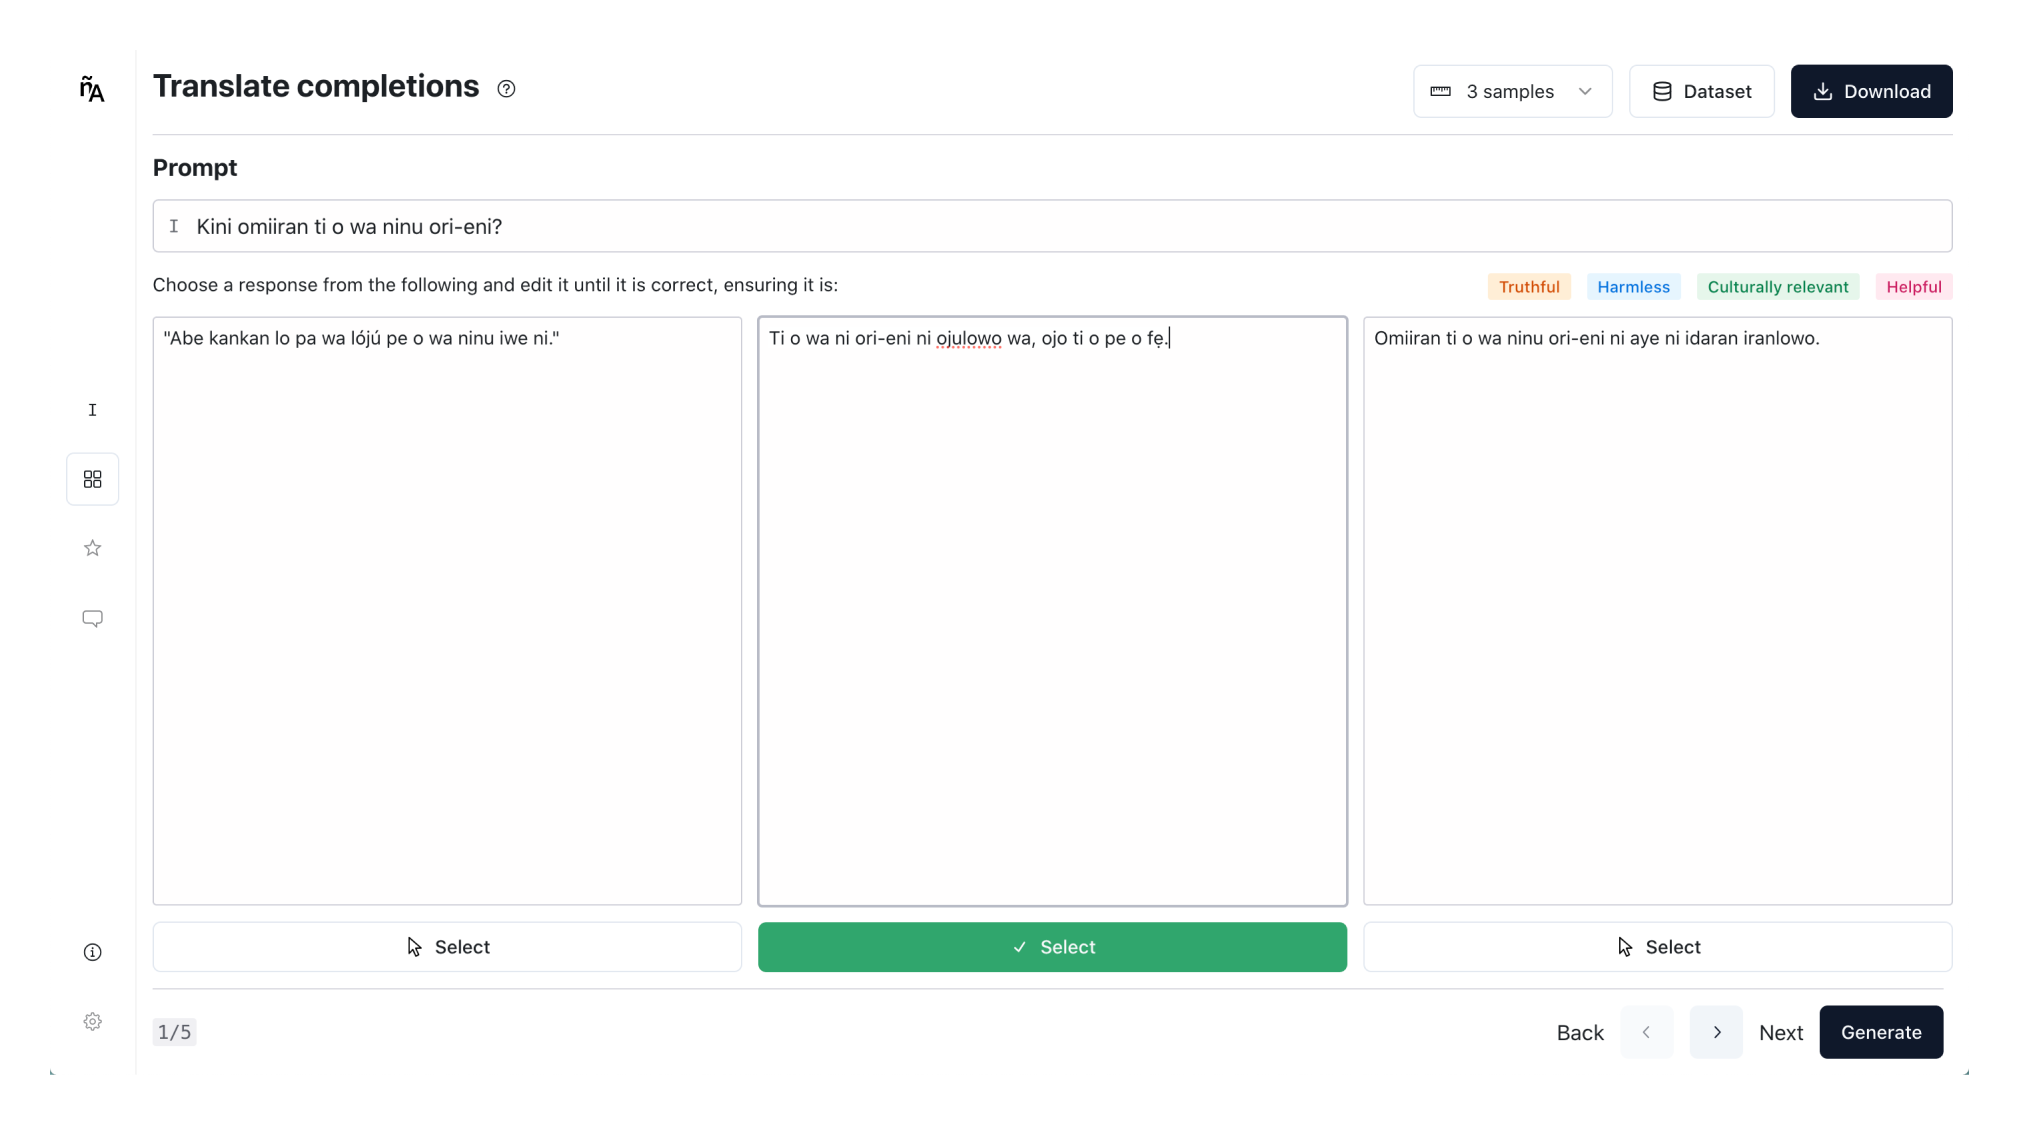 ñA
Translate completions
3 samples
Dataset
Download
Prompt
Kini omiiran ti o wa ninu ori-eni?
Choose a response from the following and edit it until it is correct, ensuring it is:
Truthful
Harmless
Culturally relevant
Helpful
"Abe kankan lo pa wa lójú pe o wa ninu iwe ni."
Ti o wa ni ori-eni ni ojulowo wa, ojo ti o pe o fẹ.
Omiiran ti o wa ninu ori-eni ni aye ni idaran iranlowo.
Select
Select
Select
1/5
Back
Next
Generate